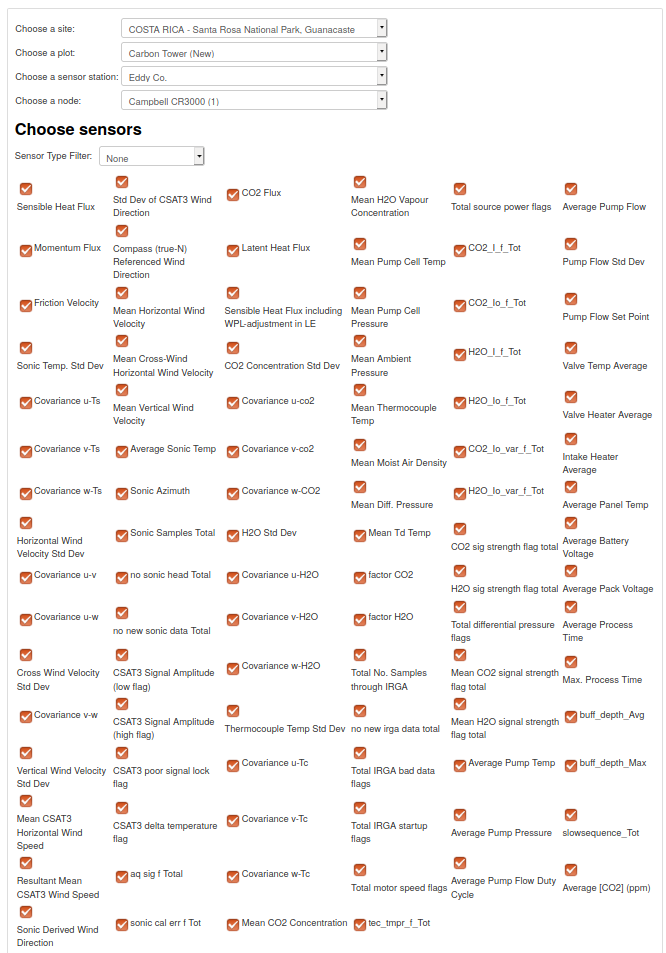 Choose a site: COSTA RICA - Santa Rosa National Park, Guanacaste
Choose a plot: Carbon Tower (New)
Choose a sensor station: Eddy Co.
Choose a node: Campbell CR3000 (1)
Choose sensors
Sensor Type Filter: None
Sensible Heat Flux
Std Dev of CSAT3 Wind
Direction
CO2 Flux
Mean H2O Vapour
Concentration
Total source power flags
Average Pump Flow
Momentum Flux
Compass (true-N)
Referenced Wind
Direction
Latent Heat Flux
Mean Pump Cell Temp
CO2_I_f_Tot
Pump Flow Std Dev
Friction Velocity
Mean Horizontal Wind
Velocity
Sensible Heat Flux including
WPL-adjustment in LE
Mean Pump Cell
Pressure
CO2_Io_f_Tot
Pump Flow Set Point
Sonic Temp. Std Dev
Mean Cross-Wind
Horizontal Wind Velocity
CO2 Concentration Std Dev
Mean Ambient
Pressure
H2O_I_f_Tot
Valve Temp Average
Covariance u-Ts
Mean Vertical Wind
Velocity
Covariance u-co2
Mean Thermocouple
Temp
H2O_Io_f_Tot
Valve Heater Average
Covariance v-Ts
Average Sonic Temp
Covariance v-co2
Mean Moist Air Density
CO2_Io_var_f_Tot
Intake Heater
Average
Covariance w-Ts
Sonic Azimuth
Covariance w-CO2
Mean Diff. Pressure
H2O_Io_var_f_Tot
Average Panel Temp
Horizontal Wind
Velocity Std Dev
Sonic Samples Total
H2O Std Dev
Mean Td Temp
CO2 sig strength flag total
Average Battery
Voltage
Covariance u-v
no sonic head Total
Covariance u-H2O
factor CO2
H2O sig strength flag total
Average Pack Voltage
Covariance u-w
no new sonic data Total
Covariance v-H2O
factor H2O
Total differential pressure
flags
Average Process
Time
Cross Wind Velocity
Std Dev
CSAT3 Signal Amplitude
(low flag)
Covariance w-H2O
Total No. Samples
through IRGA
Mean CO2 signal strength
flag total
Max. Process Time
Covariance v-w
CSAT3 Signal Amplitude
(high flag)
Thermocouple Temp Std Dev
no new irga data total
Mean H2O signal strength
flag total
buff_depth_Avg
Vertical Wind Velocity
Std Dev
CSAT3 poor signal lock
flag
Covariance u-Tc
Total IRGA bad data
flags
Average Pump Temp
buff_depth_Max
Mean CSAT3
Horizontal Wind
Speed
CSAT3 delta temperature
flag
Covariance v-Tc
Total IRGA startup
flags
Average Pump Pressure
slowsequence_Tot
Resultant Mean
CSAT3 Wind Speed
aq sig f Total
Covariance w-Tc
Total motor speed flags
Average Pump Flow Duty
Cycle
Average [CO2] (ppm)
Sonic Derived Wind
Direction
sonic cal err f Tot
Mean CO2 Concentration
tec_tmpr_f_Tot